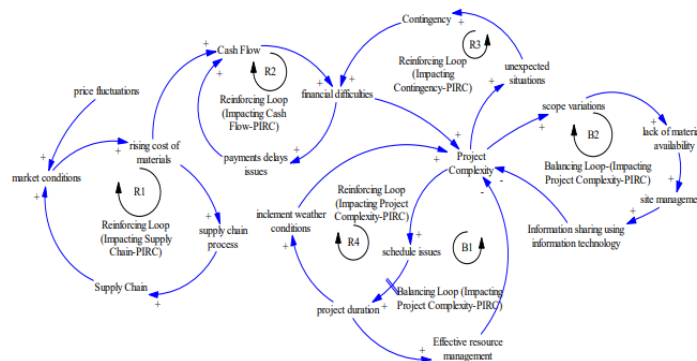 Contingency
Cash Flow
R2
R3
Reinforcing Loop
(Impacting
Contingency-PIRC)
unexpected
situations
Reinforcing Loop
(Impacting Cash
Flow-PIRC)
financial difficulties
price fluctuations
scope variations
B2
lack of material
availability
rising cost of
materials
payments delays
issues
Project
Complexity
Balancing Loop-(Impacting
Project Complexity-PIRC)
market conditions
R1
Reinforcing Loop
(Impacting Supply
Chain-PIRC)
Reinforcing Loop
(Impacting Project
Complexity-PIRC)
inclement weather
conditions
site management
supply chain
process
R4
schedule issues
B1
Information sharing using
information technology
Supply Chain
project duration
Balancing Loop (Impacting
Project Complexity-PIRC)
Effective resource
management